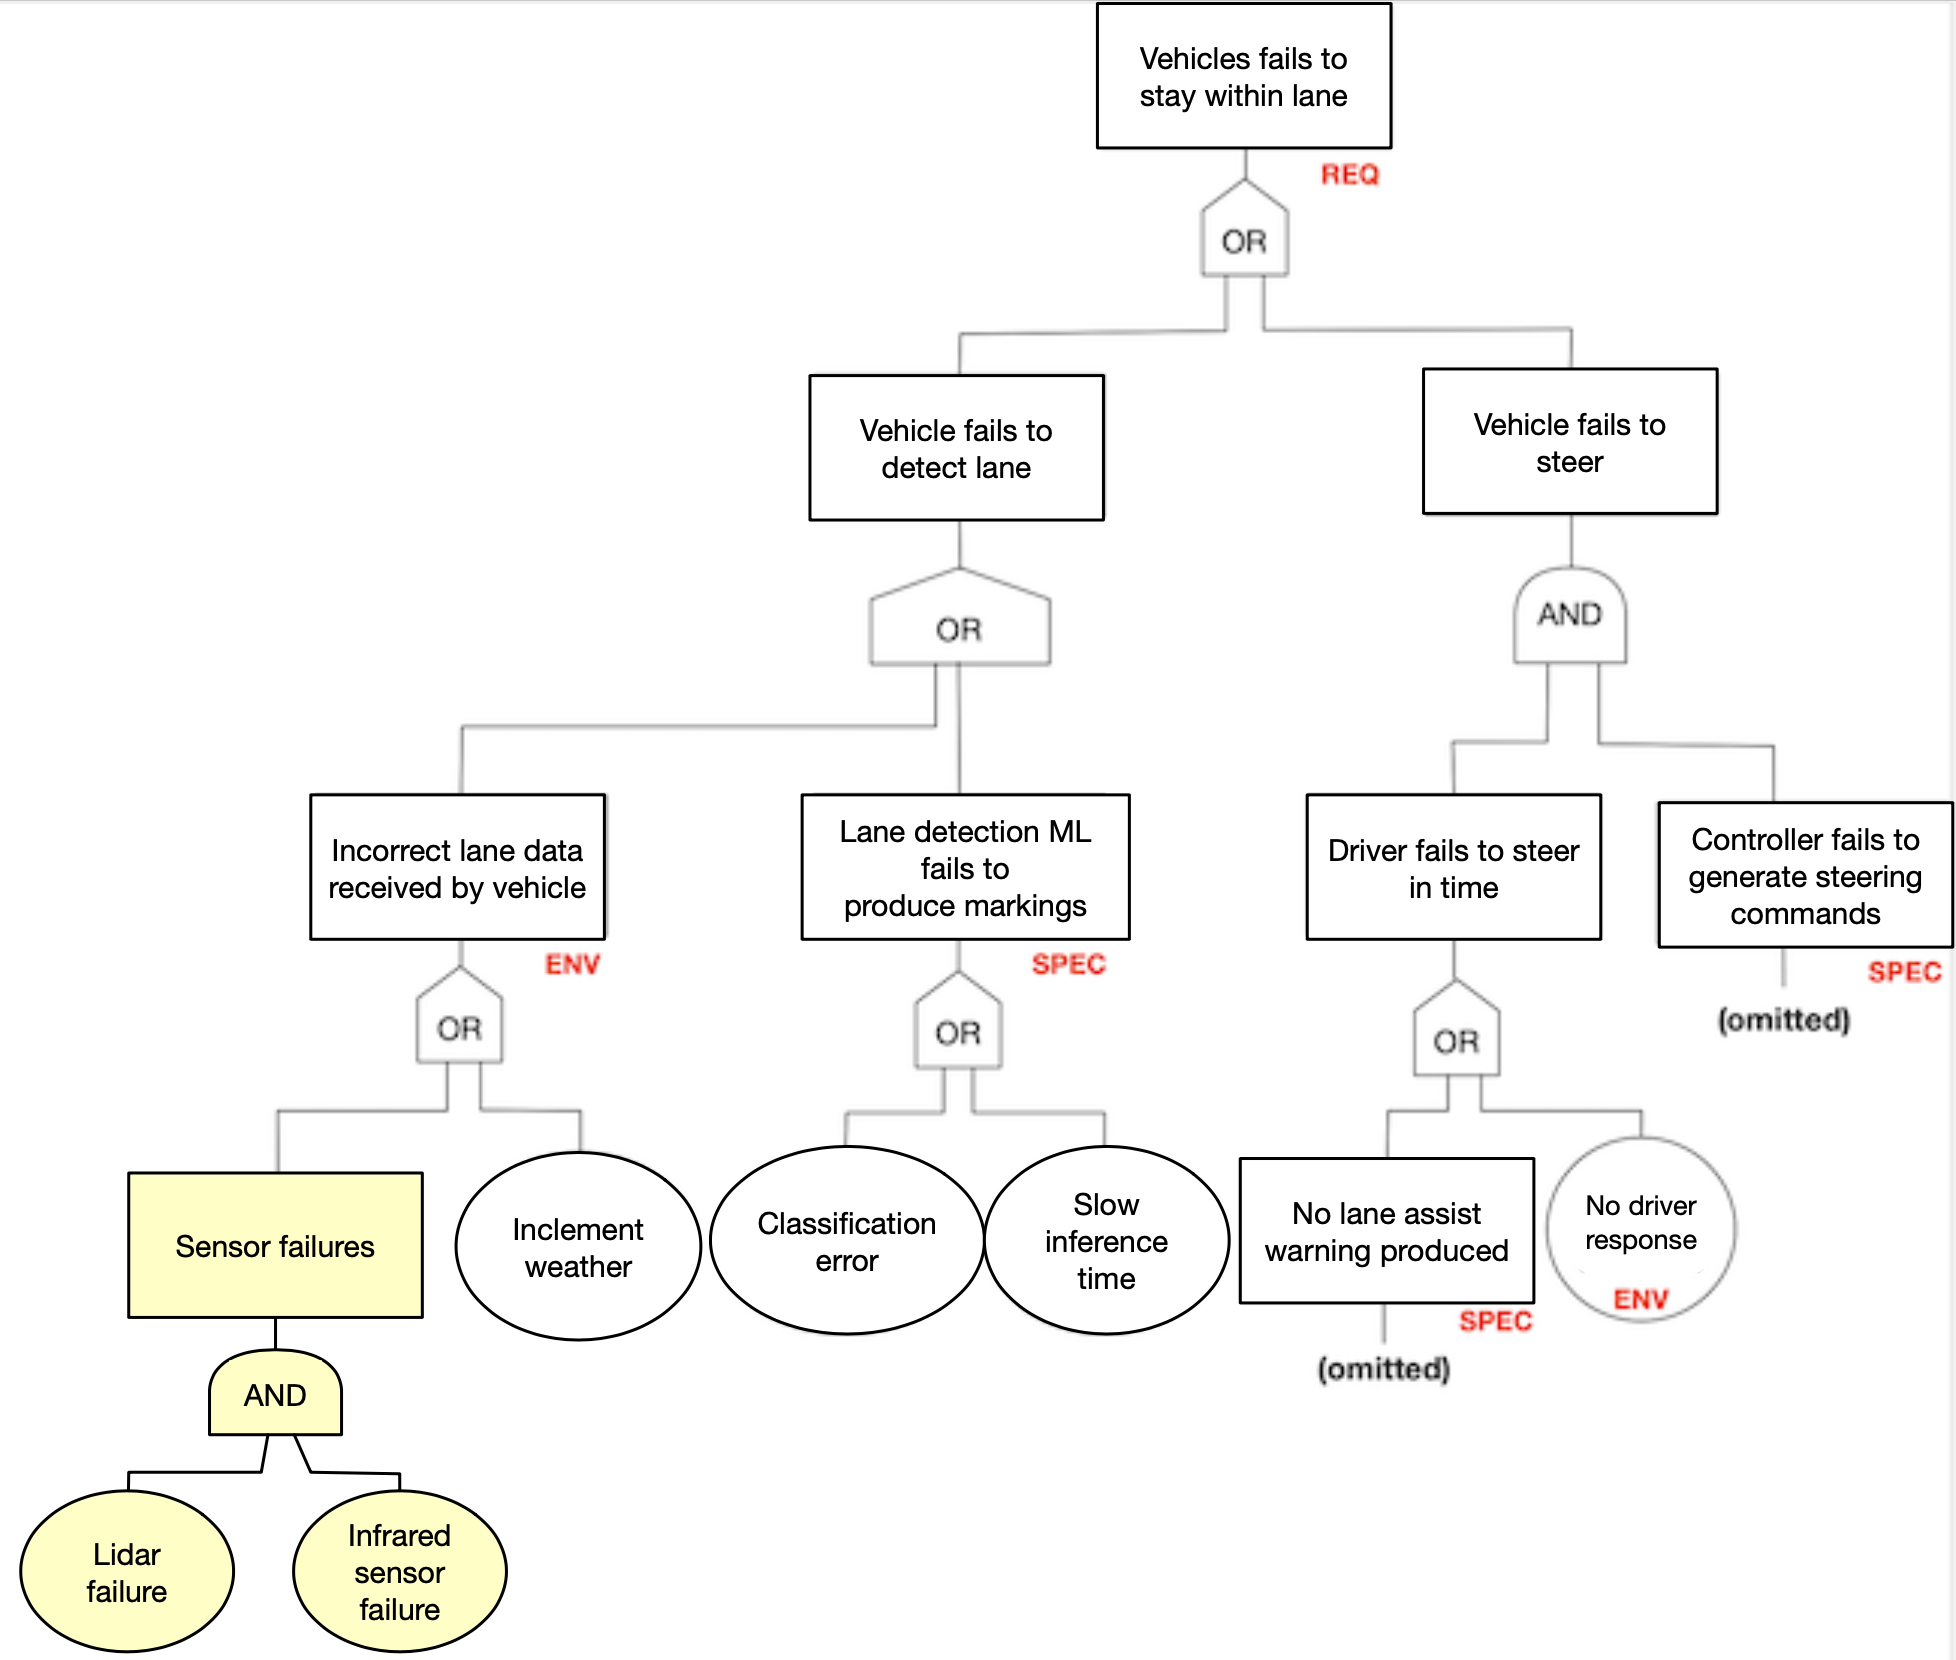 Vehicles fails to
stay within lane
REQ
OR
Vehicle fails to
detect lane
Vehicle fails to
steer
OR
AND
Incorrect lane data
received by vehicle
ENV
Lane detection ML
fails to
produce markings
SPEC
Driver fails to steer
in time
Controller fails to
generate steering
commands
SPEC
(omitted)
OR
OR
OR
Sensor failures
Inclement
weather
Classification
error
Slow
inference
time
No lane assist
warning produced
SPEC
(omitted)
No driver
response
ENV
AND
Lidar
failure
Infrared
sensor
failure